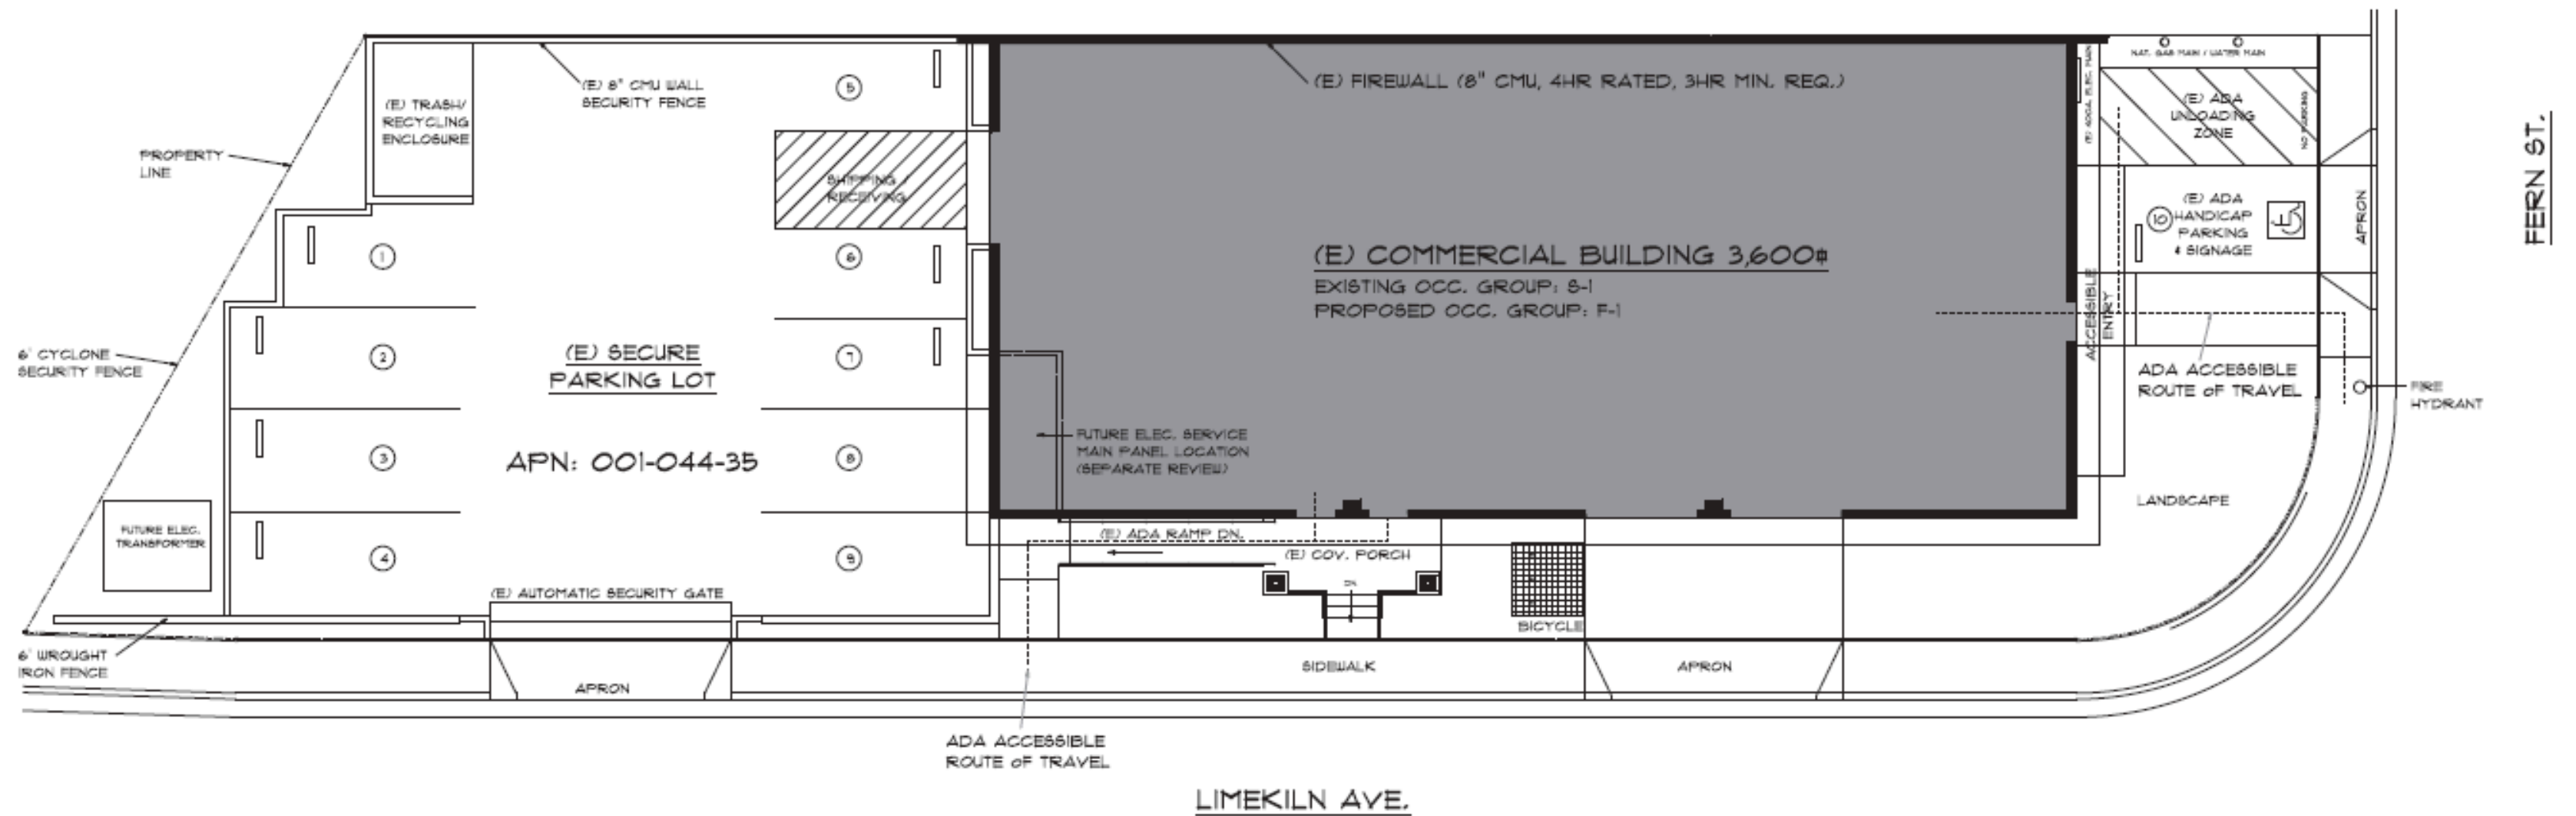 (E) TRASH/
RECYCLING
ENCLOSURE
(E) 8" CMU WALL
SECURITY FENCE
PROPERTY
LINE
6' CYCLONE
SECURITY FENCE
FUTURE ELEC.
TRANSFORMER
6' WROUGHT
IRON FENCE
1
2
3
4
(E) SECURE
PARKING LOT
APN: 001-044-35
(E) AUTOMATIC SECURITY GATE
APRON
5
SHIPPING /
RECEIVING
6
7
8
9
(E) FIREWALL (8" CMU, 4HR RATED, 3HR MIN. REQ.)
(E) COMMERCIAL BUILDING 3,600⌷
EXISTING OCC. GROUP: S-1
PROPOSED OCC. GROUP: F-1
FUTURE ELEC. SERVICE
MAIN PANEL LOCATION
(SEPARATE REVIEW)
(E) ADA RAMP DN.
(E) COV. PORCH
DN
BICYCLE
SIDEWALK
APRON
ADA ACCESSIBLE
ROUTE OF TRAVEL
LIMEKILN AVE.
NAT. GAS MAIN / WATER MAIN
(E) ADA
UNLOADING
ZONE
NO PARKING
10
(E) ADA
HANDICAP
PARKING
& SIGNAGE
APRON
ACCESSIBLE
ENTRY
ADA ACCESSIBLE
ROUTE OF TRAVEL
FIRE
HYDRANT
LANDSCAPE
FERN ST.